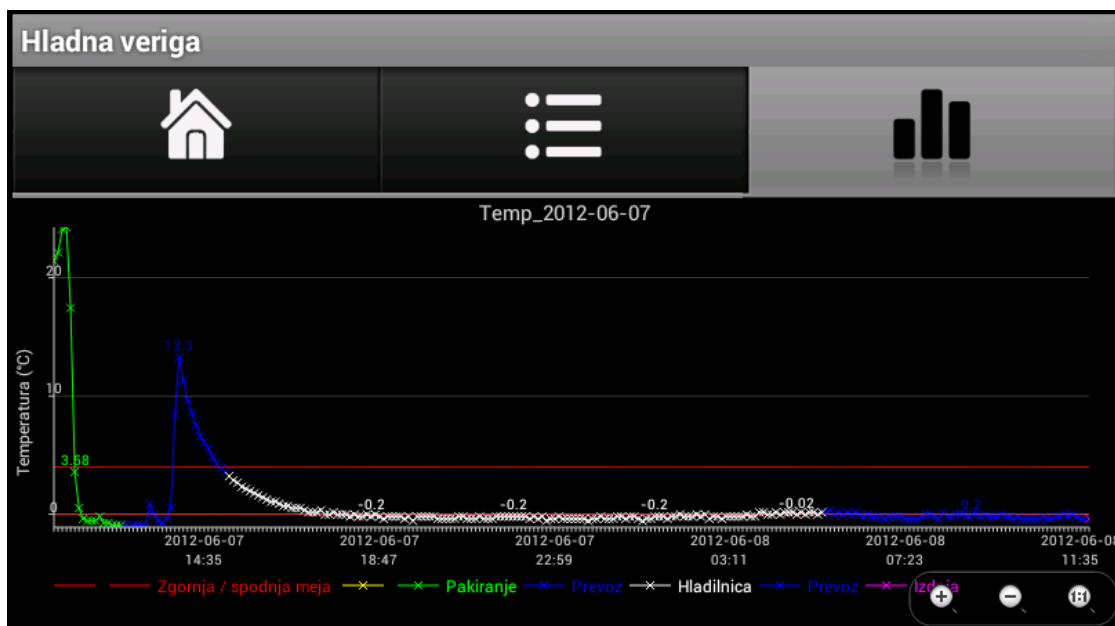 Hladna veriga
Temp_2012-06-07
Temperatura (°C)
20
10
0
13.3
3.58
-0.2
-0.2
-0.2
-0.02
0.2
2012-06-07 2012-06-07 2012-06-07 2012-06-08 2012-06-08 2012-06-08
14:35 18:47 22:59 03:11 07:23 11:35
Zgornja / spodnja meja Pakiranje Prevoz Hladilnica Prevoz
1:1